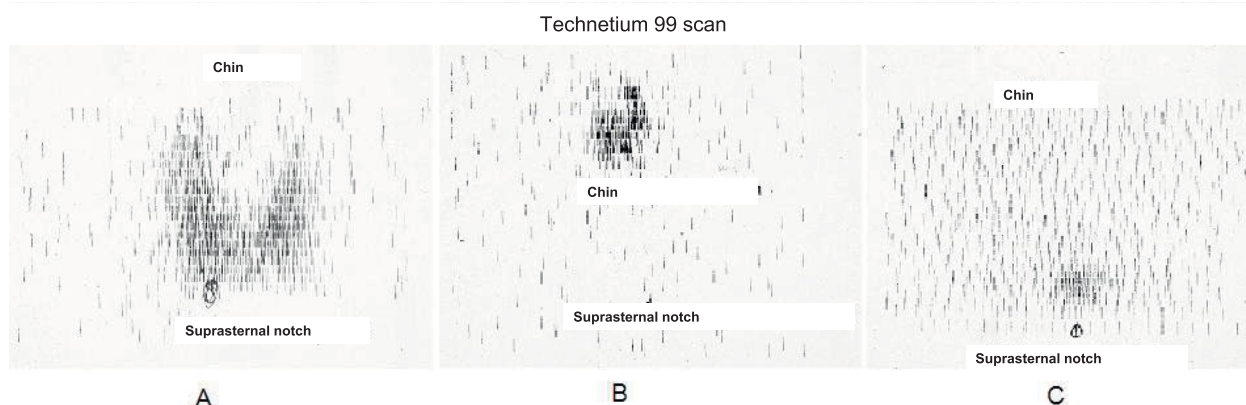 Technetium 99 scan
Chin
Chin
Chin
Suprasternal notch
Suprasternal notch
Suprasternal notch
A
B
C